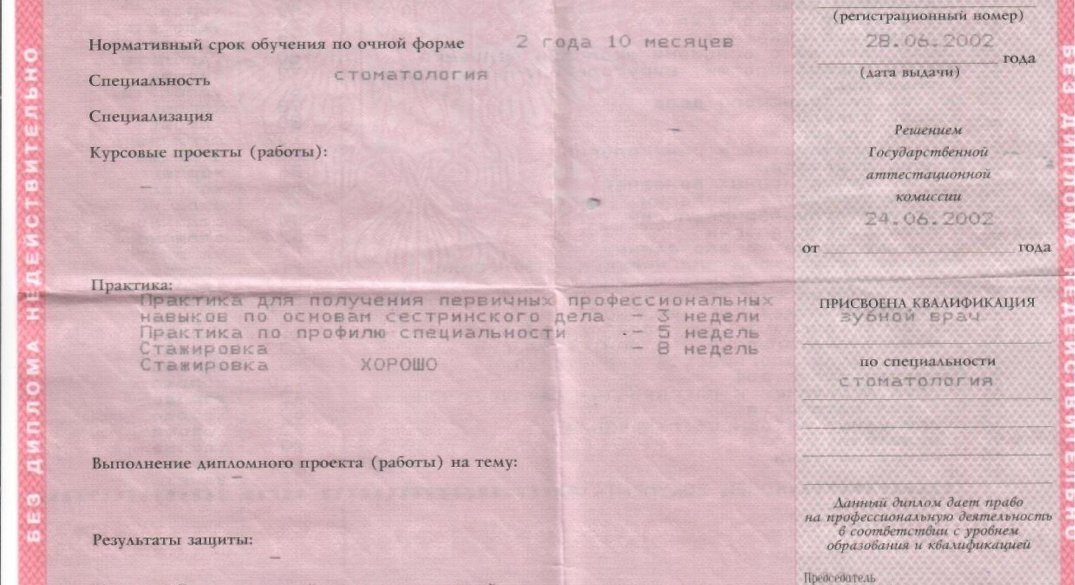 БЕЗ ДИПЛОМА НЕДЕЙСТВИТЕЛЬНО
Нормативный срок обучения по очной форме 2 года 10 месяцев
Специальность стоматология
Специализация
Курсовые проекты (работы):
–
Практика:
Практика для получения первичных профессиональных
навыков по основам сестринского дела – 3 недели
Практика по профилю специальности – 5 недель
Стажировка – 8 недель
Стажировка ХОРОШО
Выполнение дипломного проекта (работы) на тему:
–
Результаты защиты:
–
(регистрационный номер)
28.06.2002
года
(дата выдачи)
Решением
Государственной
аттестационной
комиссии
24.06.2002
от года
ПРИСВОЕНА КВАЛИФИКАЦИЯ
зубной врач
по специальности
стоматология
Данный диплом дает право
на профессиональную деятельность
в соответствии с уровнем
образования и квалификацией
Председатель
БЕЗ ДИПЛОМА НЕДЕЙСТВИТЕЛЬНО